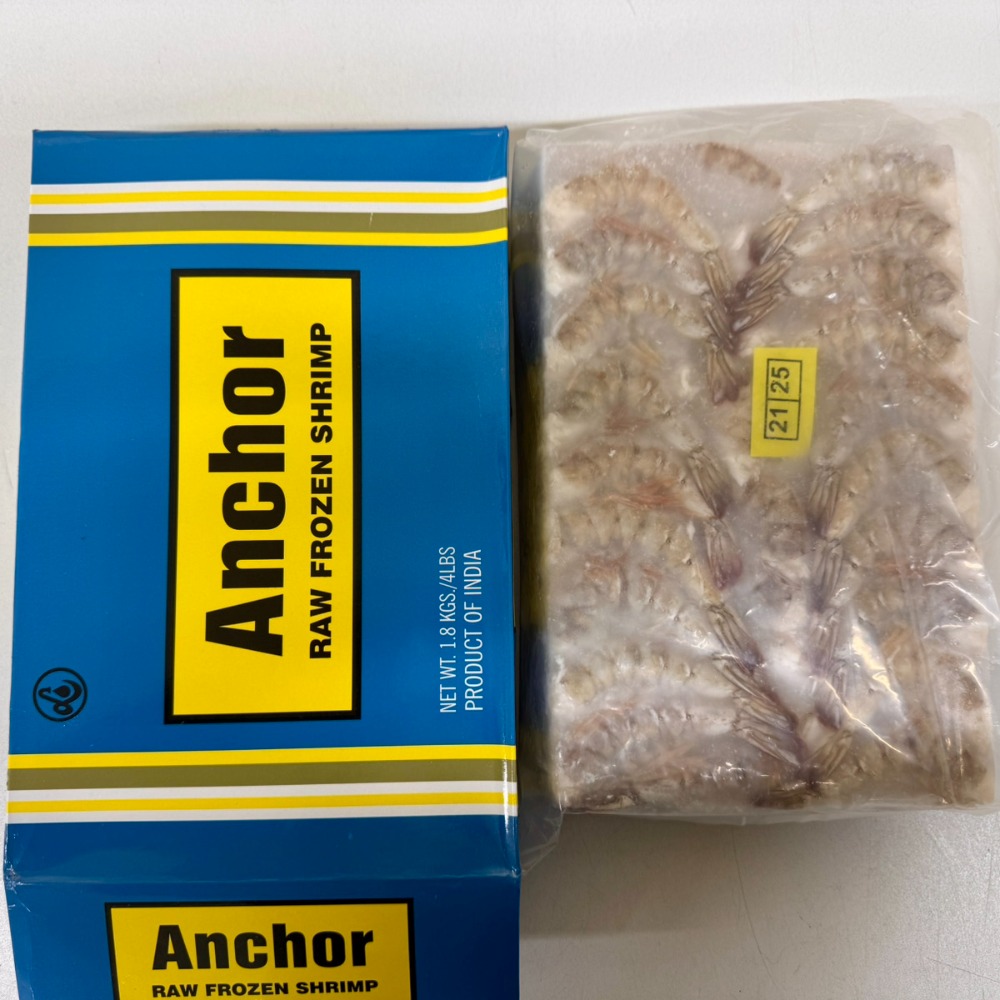 Anchor
RAW FROZEN SHRIMP
NET WT. 1.8 KGS./4LBS
PRODUCT OF INDIA
21 25
Anchor
RAW FROZEN SHRIMP